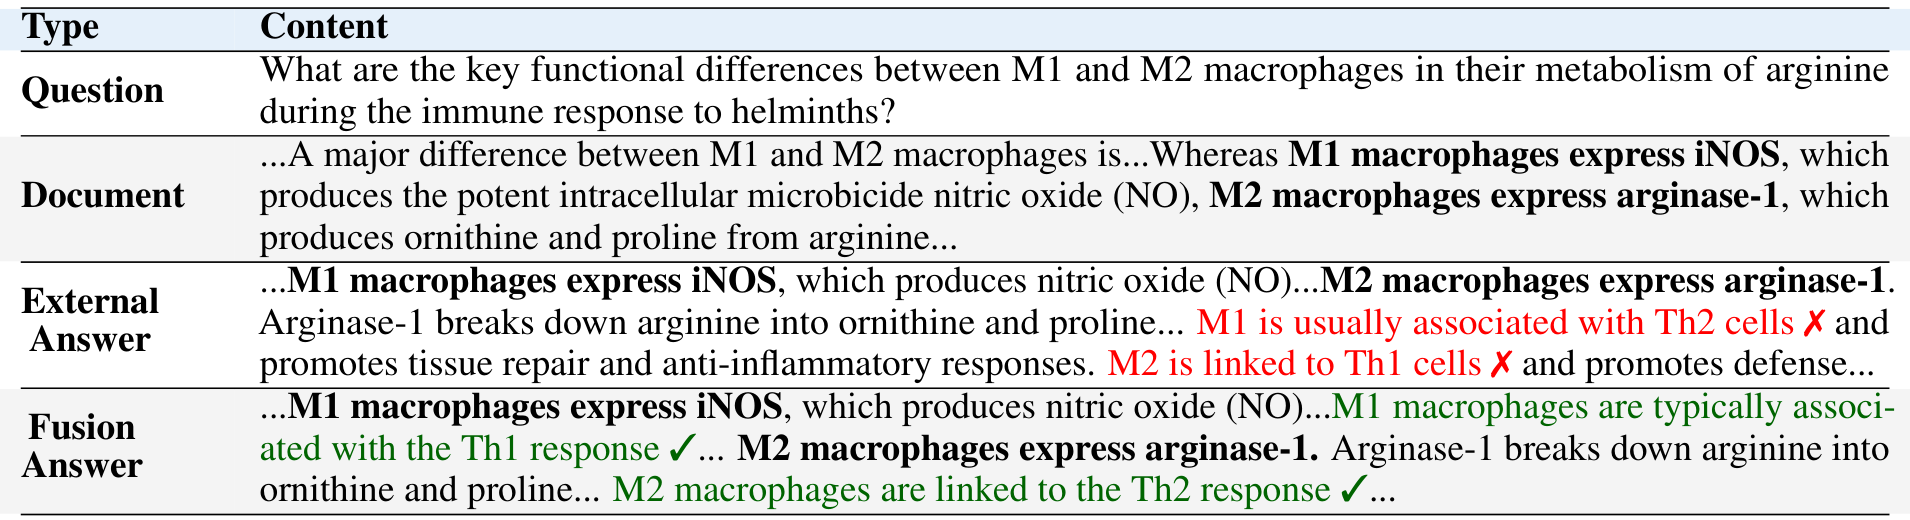 Type Content
Question
What are the key functional differences between M1 and M2 macrophages in their metabolism of arginine
during the immune response to helminths?
Document
...A major difference between M1 and M2 macrophages is...Whereas M1 macrophages express iNOS, which
produces the potent intracellular microbicide nitric oxide (NO), M2 macrophages express arginase-1, which
produces ornithine and proline from arginine...
External
Answer
...M1 macrophages express iNOS, which produces nitric oxide (NO)...M2 macrophages express arginase-1.
Arginase-1 breaks down arginine into ornithine and proline... M1 is usually associated with Th2 cells ✗ and
promotes tissue repair and anti-inflammatory responses. M2 is linked to Th1 cells ✗ and promotes defense...
Fusion
Answer
...M1 macrophages express iNOS, which produces nitric oxide (NO)...M1 macrophages are typically associ-
ated with the Th1 response ✓... M2 macrophages express arginase-1. Arginase-1 breaks down arginine into
ornithine and proline... M2 macrophages are linked to the Th2 response ✓...